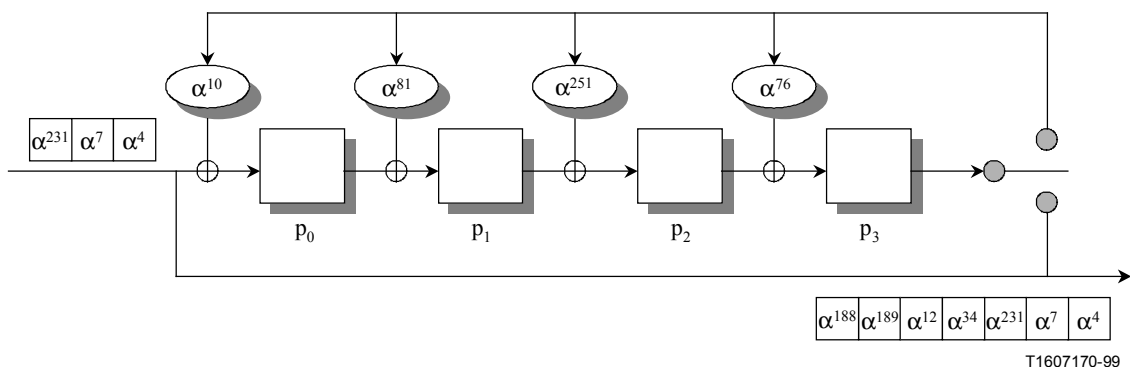 α¹⁰ α⁸¹ α²⁵¹ α⁷⁶
α²³¹ α⁷ α⁴
p₀ p₁ p₂ p₃
α¹⁸⁸ α¹⁸⁹ α¹² α³⁴ α²³¹ α⁷ α⁴
T1607170-99